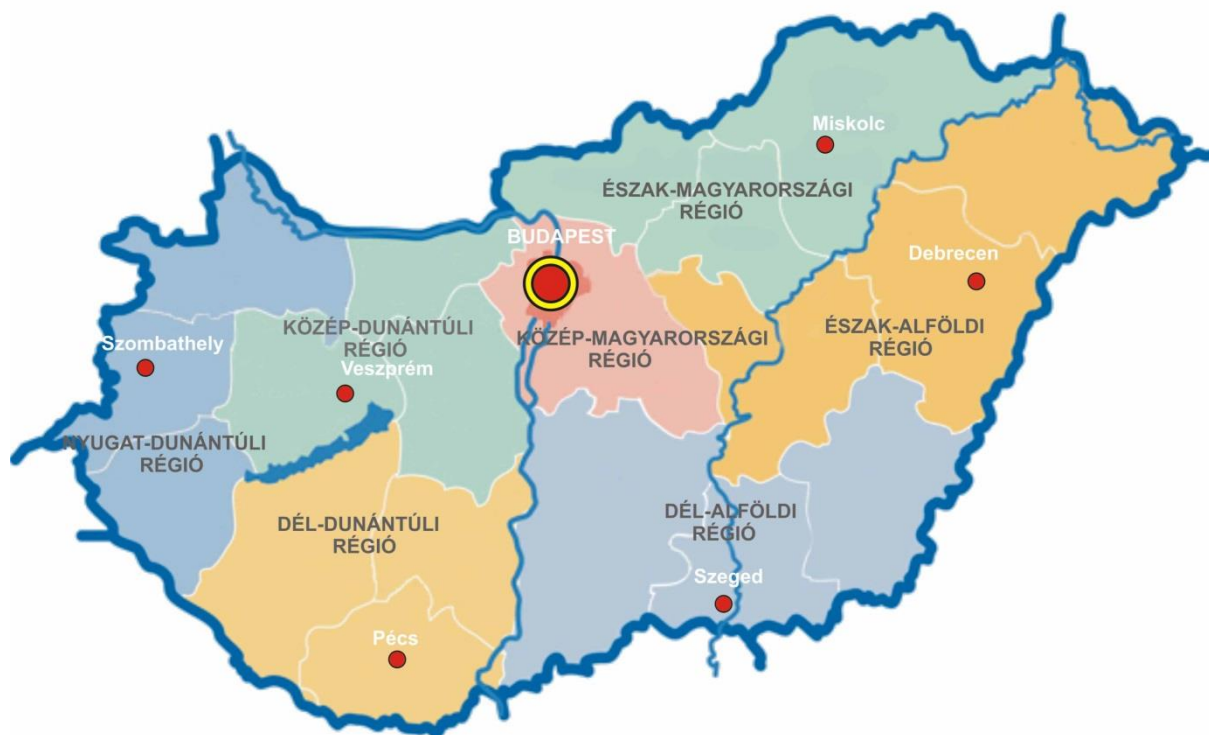 Miskolc
ÉSZAK-MAGYARORSZÁGI
RÉGIÓ
BUDAPEST
Debrecen
KÖZÉP-DUNÁNTÚLI
RÉGIÓ
Veszprém
KÖZÉP-MAGYARORSZÁGI
RÉGIÓ
ÉSZAK-ALFÖLDI
RÉGIÓ
Szombathely
NYUGAT-DUNÁNTÚLI
RÉGIÓ
DÉL-DUNÁNTÚLI
RÉGIÓ
DÉL-ALFÖLDI
RÉGIÓ
Szeged
Pécs